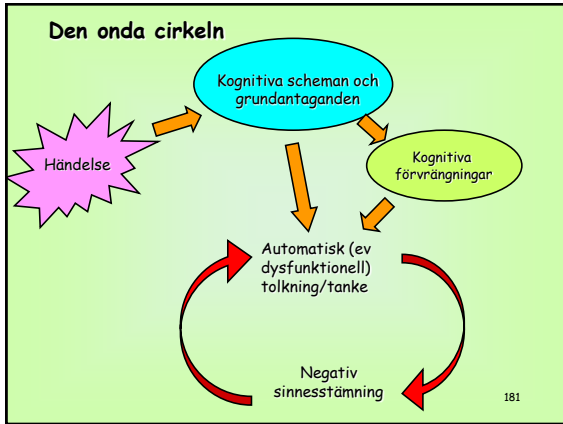 Den onda cirkeln
Kognitiva scheman och
grundantaganden
Händelse
Kognitiva
förvrängningar
Automatisk (ev
dysfunktionell)
tolkning/tanke
Negativ
sinnesstämning
181